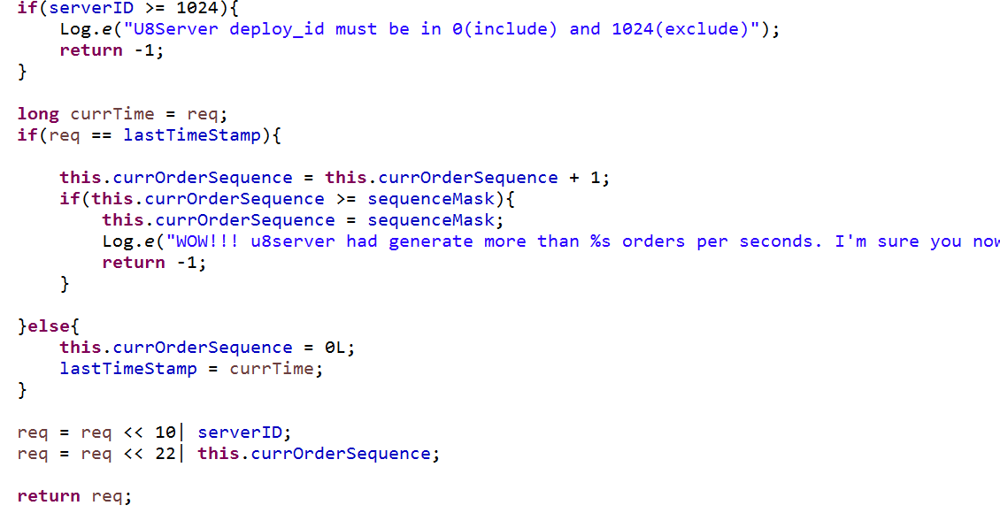 if(serverID >= 1024){
    Log.e("U8Server deploy_id must be in 0(include) and 1024(exclude)");
    return -1;
}

long currTime = req;
if(req == lastTimeStamp){

    this.currOrderSequence = this.currOrderSequence + 1;
    if(this.currOrderSequence >= sequenceMask){
        this.currOrderSequence = sequenceMask;
        Log.e("WOW!!! u8server had generate more than %s orders per seconds. I'm sure you
        return -1;
    }

}else{
    this.currOrderSequence = 0L;
    lastTimeStamp = currTime;
}

req = req << 10| serverID;
req = req << 22| this.currOrderSequence;

return req;